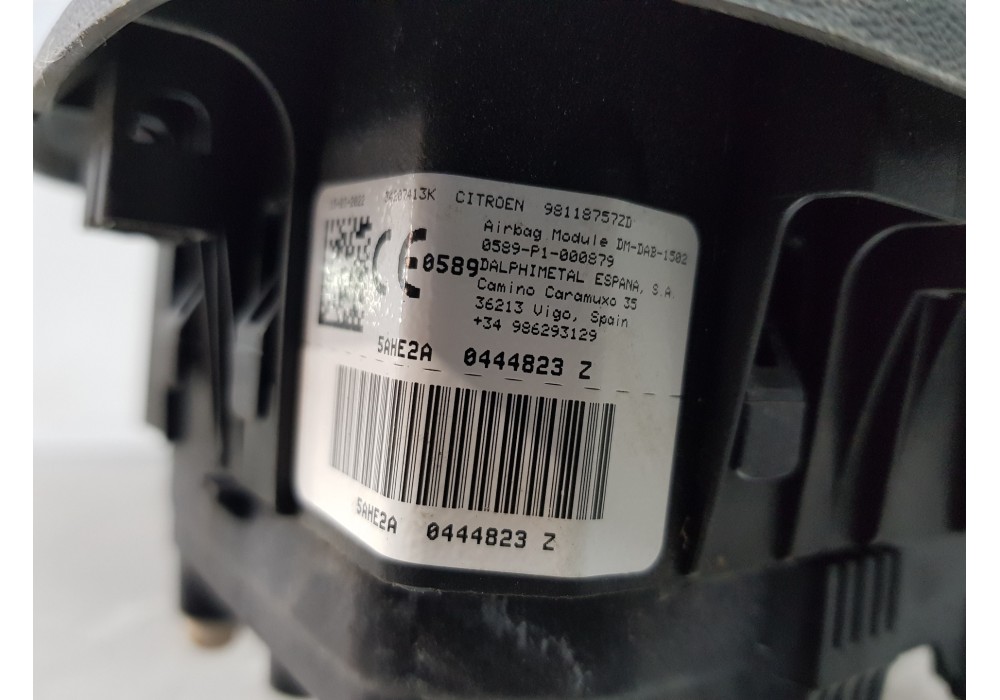 34207413K CITROEN 98118757ZD
Airbag Module DM-DAB-1502
0589-P1-000879
CE 0589 DALPHIMETAL ESPANA, S.A.
Camino Caramuxo 35
36213 Vigo, Spain
+34 986293129
5AHE2A 0444823 Z
5AHE2A 0444823 Z